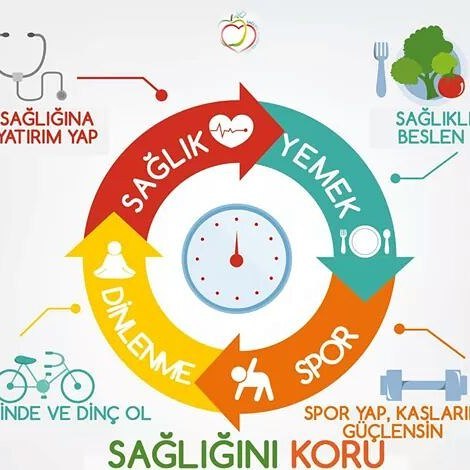 SAĞLIĞINA
YATIRIM YAP
SAĞLIKLI
BESLEN
SAĞLIK
YEMEK
SPOR
DİNLENME
İNDE VE DİNÇ OL
SPOR YAP, KASLARIN
GÜÇLENSİN
SAĞLIĞINI KORU